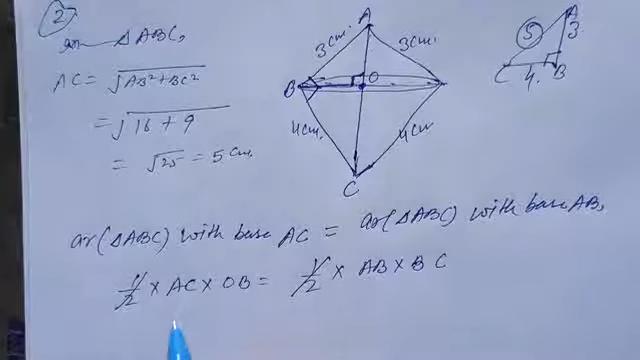 2
In ΔABC,
AC = √AB²+BC²
= √16 + 9
= √25 = 5 cm.
A
3cm. 3cm.
B O
4cm. 4cm
C
A
5 3
C 4. B
ar(ΔABC) with base AC = ar(ΔABC) with base AB,
1/2 × AC × OB = 1/2 × AB × BC